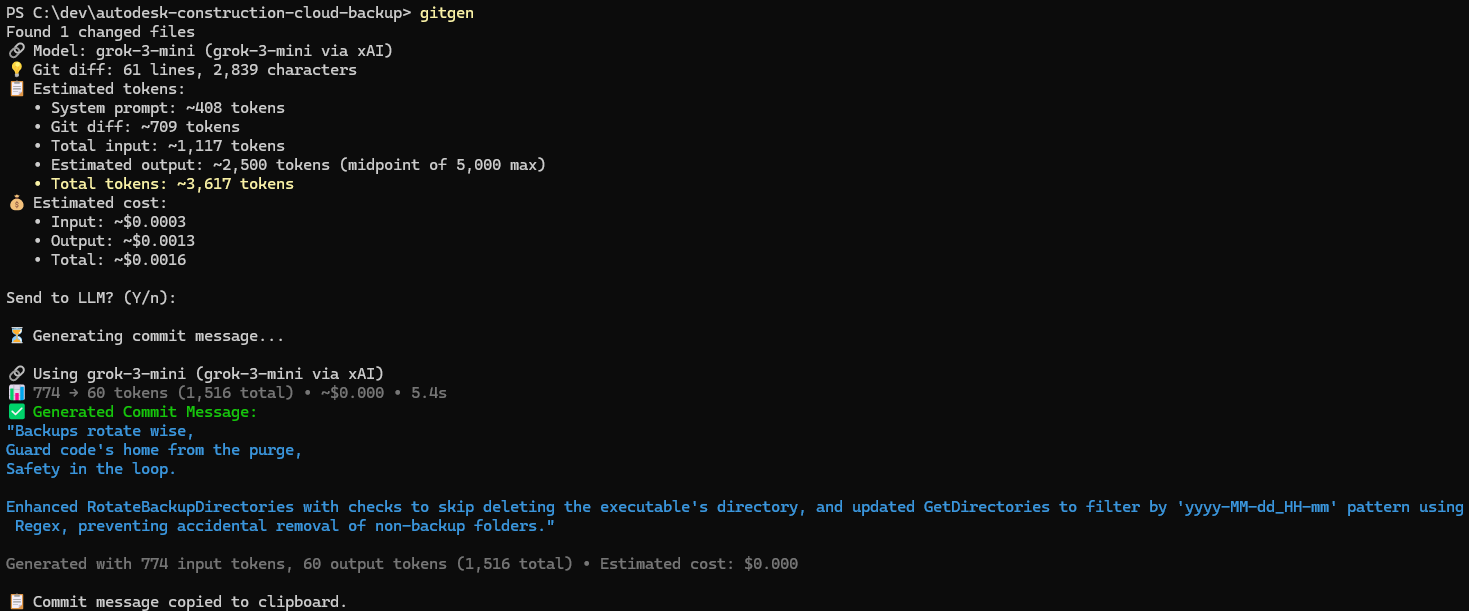 PS C:\dev\autodesk-construction-cloud-backup> gitgen
Found 1 changed files
🔗 Model: grok-3-mini (grok-3-mini via xAI)
💡 Git diff: 61 lines, 2,839 characters
📋 Estimated tokens:
   • System prompt: ~408 tokens
   • Git diff: ~709 tokens
   • Total input: ~1,117 tokens
   • Estimated output: ~2,500 tokens (midpoint of 5,000 max)
   • Total tokens: ~3,617 tokens
💰 Estimated cost:
   • Input: ~$0.0003
   • Output: ~$0.0013
   • Total: ~$0.0016
Send to LLM? (Y/n):
⏳ Generating commit message...
🔗 Using grok-3-mini (grok-3-mini via xAI)
📊 774 → 60 tokens (1,516 total) • ~$0.000 • 5.4s
✅ Generated Commit Message:
"Backups rotate wise,
Guard code's home from the purge,
Safety in the loop.
Enhanced RotateBackupDirectories with checks to skip deleting the executable's directory, and updated GetDirectories to filter by 'yyyy-MM-dd_HH-mm' pattern using
 Regex, preventing accidental removal of non-backup folders."
Generated with 774 input tokens, 60 output tokens (1,516 total) • Estimated cost: $0.000
📋 Commit message copied to clipboard.